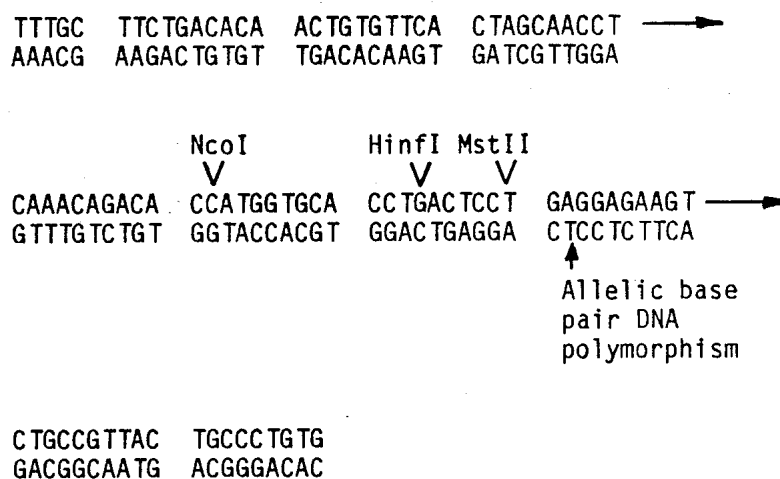 TTTGC TTCTGACACA ACTGTGTTCA CTAGCAACCT
AAACG AAGACTGTGT TGACACAAGT GATCGTTGGA
NcoI HinfI MstII
CAAACAGACA CCATGGTGCA CCTGACTCCT GAGGAGAAGT
GTTTGTCTGT GGTACCACGT GGACTGAGGA CTCCTCTTCA
Allelic base
pair DNA
polymorphism
CTGCCGTTAC TGCCCTGTG
GACGGCAATG ACGGGACAC